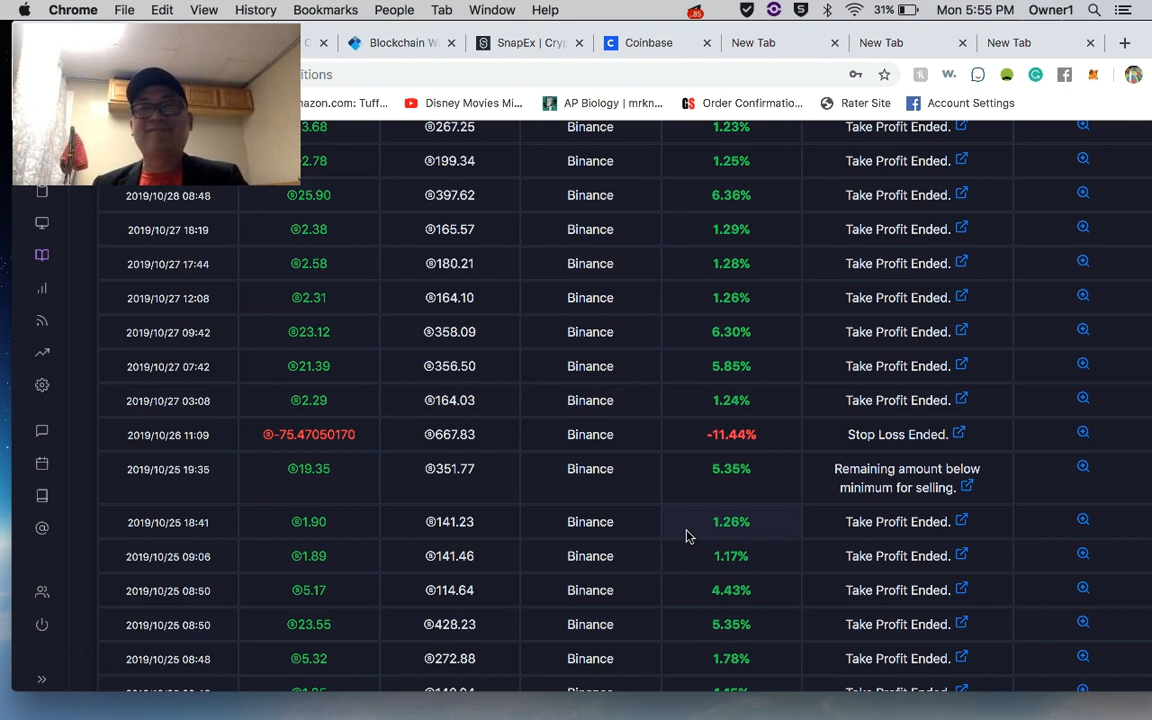 Chrome File Edit View History Bookmarks People Tab Window Help .85 S 31% Mon 5:55 PM Owner1
C × Blockchain W × SnapEx | Cryp × Coinbase × New Tab × New Tab × New Tab × +
itions W.
nazon.com: Tuff... Disney Movies Mi... AP Biology | mrkn... GS Order Confirmatio... Rater Site Account Settings
3.68 267.25 Binance 1.23% Take Profit Ended.
2.78 199.34 Binance 1.25% Take Profit Ended.
2019/10/28 08:48 25.90 397.62 Binance 6.36% Take Profit Ended.
2019/10/27 18:19 2.38 165.57 Binance 1.29% Take Profit Ended.
2019/10/27 17:44 2.58 180.21 Binance 1.28% Take Profit Ended.
2019/10/27 12:08 2.31 164.10 Binance 1.26% Take Profit Ended.
2019/10/27 09:42 23.12 358.09 Binance 6.30% Take Profit Ended.
2019/10/27 07:42 21.39 356.50 Binance 5.85% Take Profit Ended.
2019/10/27 03:08 2.29 164.03 Binance 1.24% Take Profit Ended.
2019/10/26 11:09 -75.47050170 667.83 Binance -11.44% Stop Loss Ended.
2019/10/25 19:35 19.35 351.77 Binance 5.35% Remaining amount below
minimum for selling.
2019/10/25 18:41 1.90 141.23 Binance 1.26% Take Profit Ended.
2019/10/25 09:06 1.89 141.46 Binance 1.17% Take Profit Ended.
2019/10/25 08:50 5.17 114.64 Binance 4.43% Take Profit Ended.
2019/10/25 08:50 23.55 428.23 Binance 5.35% Take Profit Ended.
2019/10/25 08:48 5.32 272.88 Binance 1.78% Take Profit Ended.